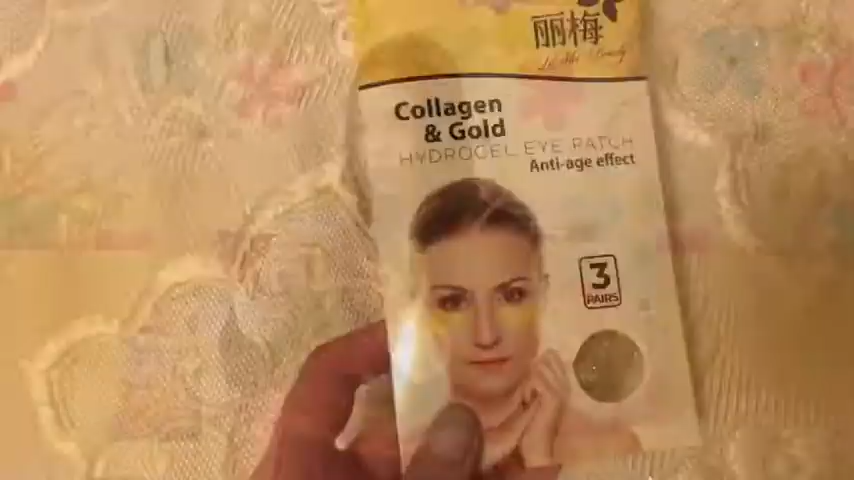 丽梅
Collagen
& Gold
HYDROGEL EYE PATCH
Anti-age effect
3
PAIRS